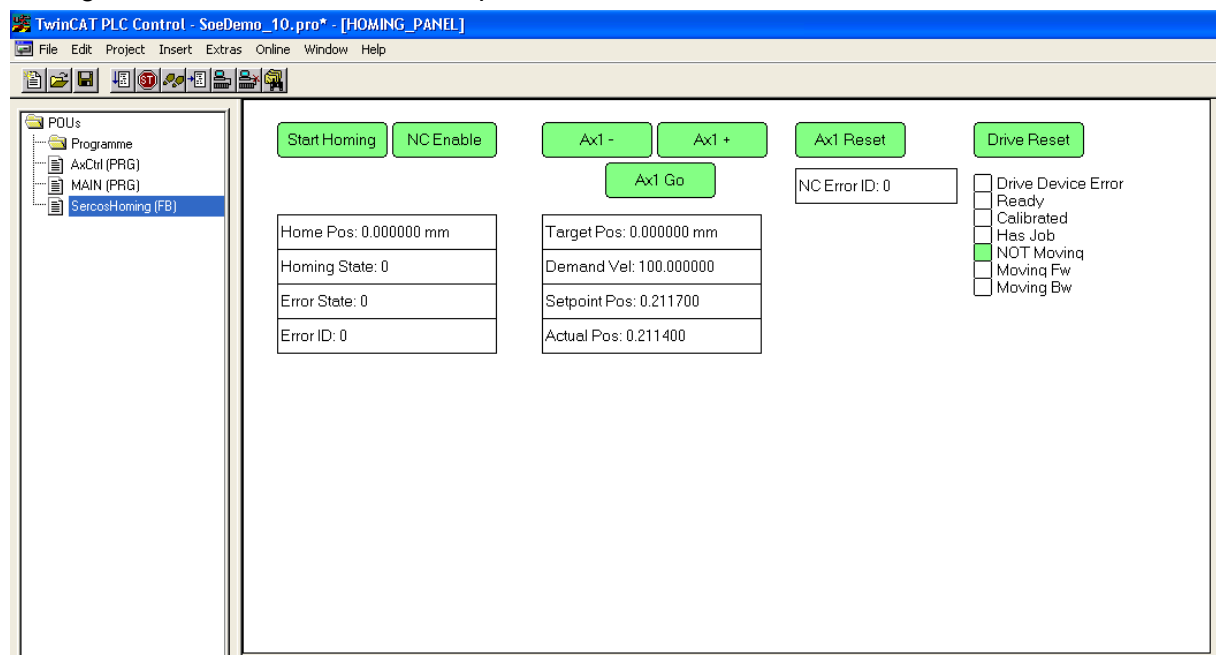 TwinCAT PLC Control - SoeDemo_10.pro* - [HOMING_PANEL]
File Edit Project Insert Extras Online Window Help
POUs
Programme
AxCtrl (PRG)
MAIN (PRG)
SercosHoming (FB)
Start Homing NC Enable Ax1 - Ax1 + Ax1 Reset Drive Reset
Ax1 Go
NC Error ID: 0
Drive Device Error
Ready
Calibrated
Has Job
NOT Moving
Moving Fw
Moving Bw
Home Pos: 0.000000 mm
Homing State: 0
Error State: 0
Error ID: 0
Target Pos: 0.000000 mm
Demand Vel: 100.000000
Setpoint Pos: 0.211700
Actual Pos: 0.211400